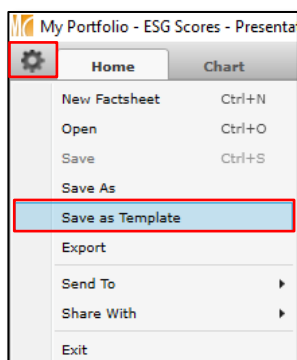 My Portfolio - ESG Scores - Presenta
Home Chart
New Factsheet Ctrl+N
Open Ctrl+O
Save Ctrl+S
Save As
Save as Template
Export
Send To
Share With
Exit